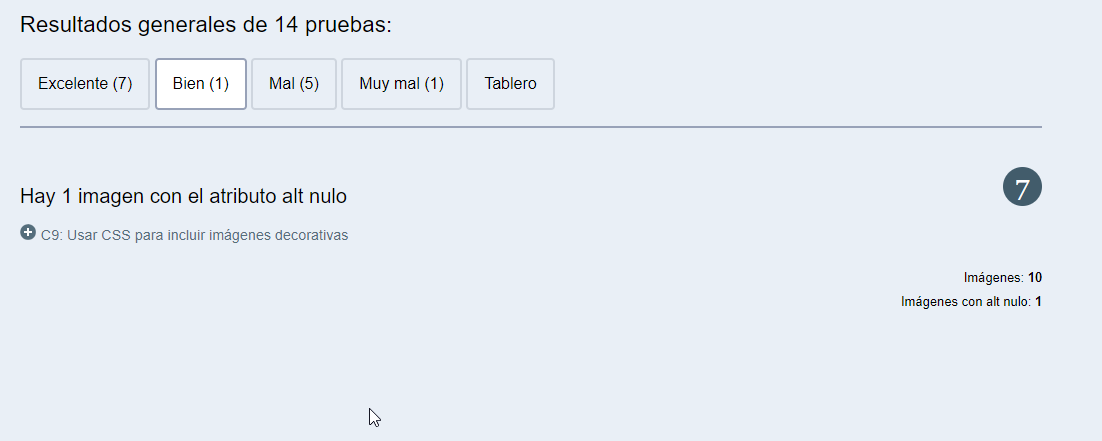 Resultados generales de 14 pruebas:
Excelente (7) Bien (1) Mal (5) Muy mal (1) Tablero
Hay 1 imagen con el atributo alt nulo
7
C9: Usar CSS para incluir imágenes decorativas
Imágenes: 10
Imágenes con alt nulo: 1